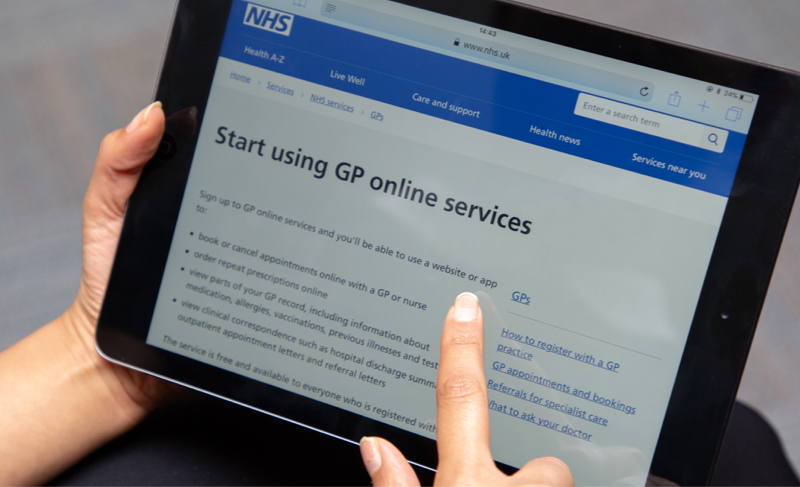 14:43
24%
www.nhs.uk
NHS
Health A-Z
Live Well
Care and support
Health news
Services near you
Enter a search term
Home > Services > NHS services > GPs
Start using GP online services
Sign up to GP online services and you'll be able to use a website or app
to:
• book or cancel appointments online with a GP or nurse
• order repeat prescriptions online
• view parts of your GP record, including information about
medication, allergies, vaccinations, previous illnesses and test
• view clinical correspondence such as hospital discharge
outpatient appointment letters and referral letters
The service is free and available to everyone who is registered
GPs
How to register with a GP
practice
GP appointments and bookings
Referrals for specialist care
What to ask your doctor